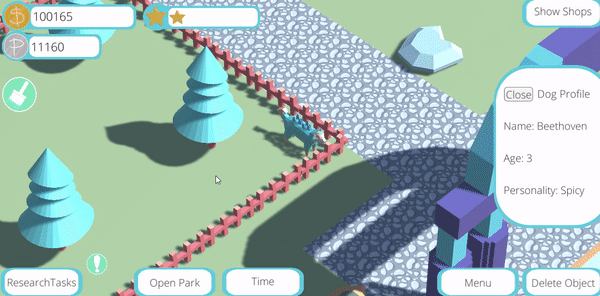 100165
Show Shops
11160
Close Dog Profile
Name: Beethoven
Age: 3
Personality: Spicy
!
ResearchTasks
Open Park
Time
Menu
Delete Object